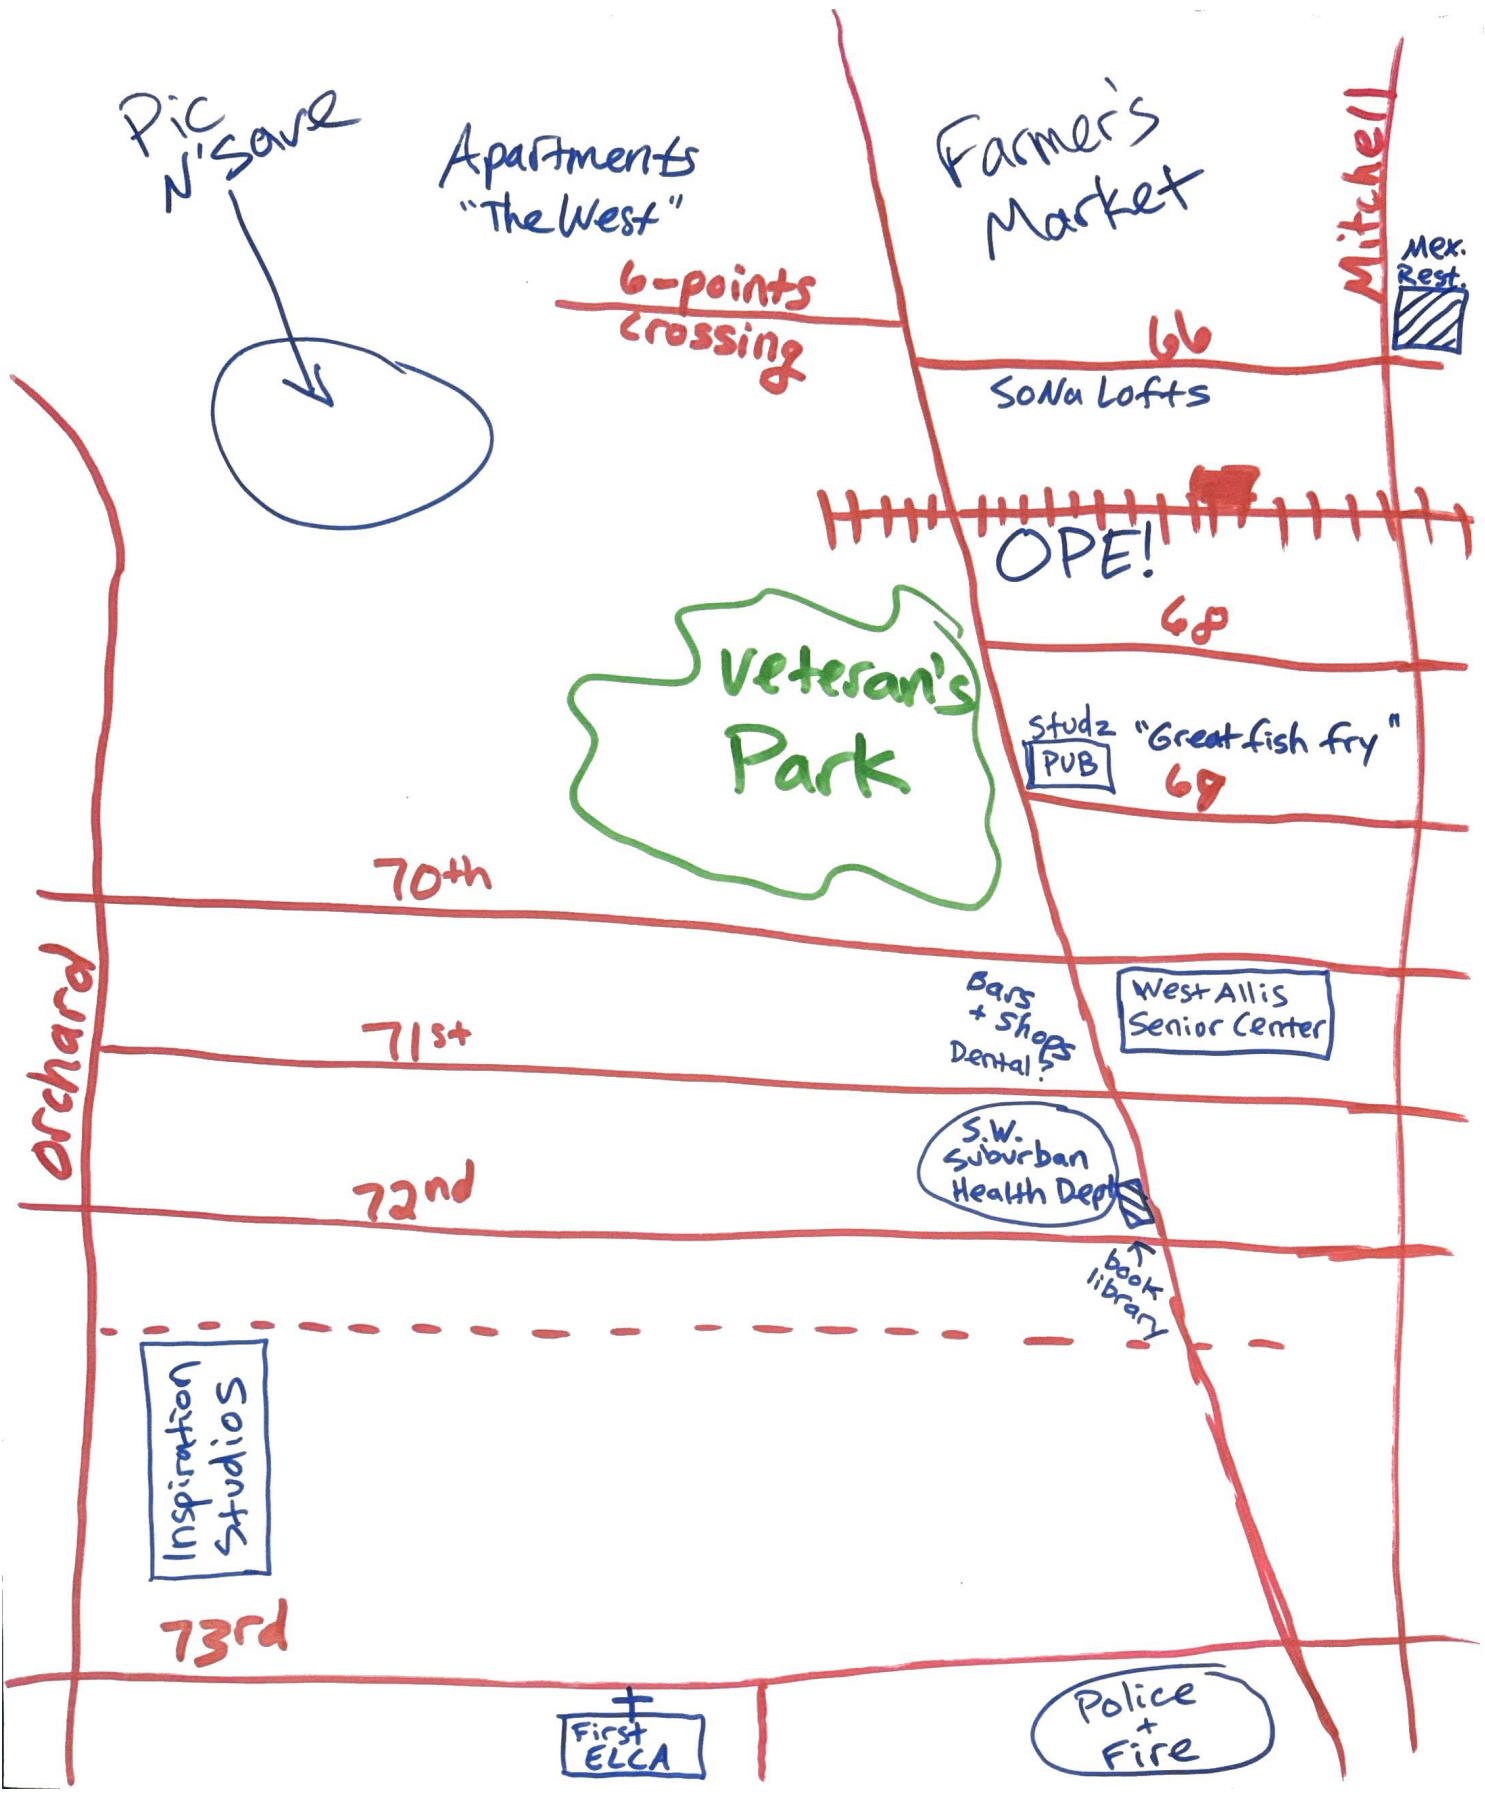 Pic
N'Save
Apartments
"The West"
Farmer's
Market
Mitchell
Mex.
Rest.
6-points
crossing
66
SoNa Lofts
OPE!
68
Veteran's
Park
Studz
PUB
"Great fish fry"
69
70th
Orchard
Bars
+ Shops
Dental?
West Allis
Senior Center
71st
S.W.
Suburban
Health Dept
72nd
book
library
Inspiration
Studios
73rd
First
ELCA
Police
+
Fire